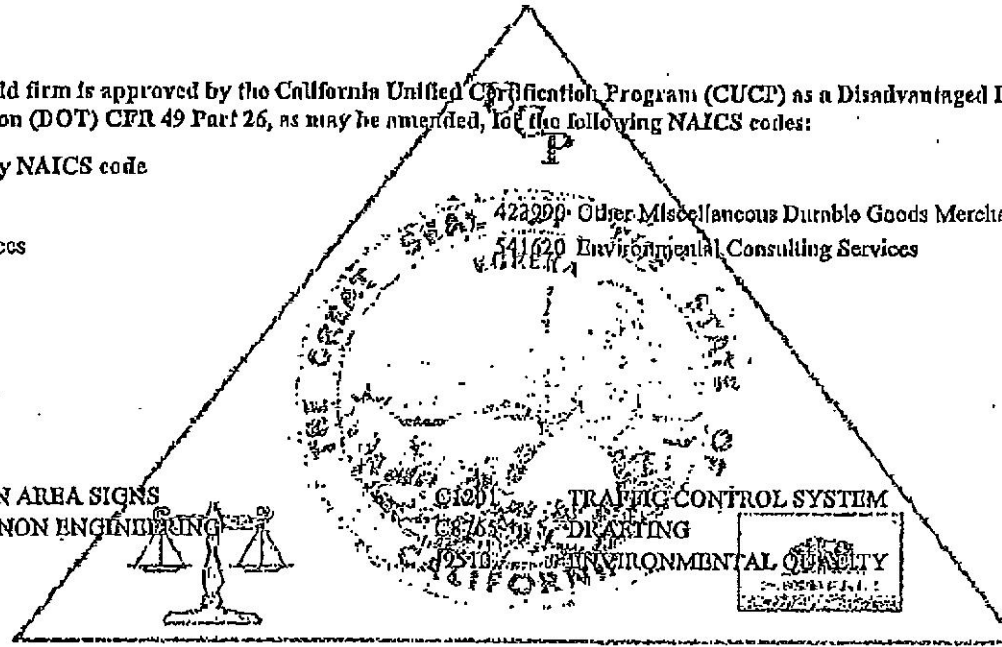 ld firm is approved by the California Unified Certification Program (CUCP) as a Disadvantaged
on (DOT) CFR 49 Part 26, as may be amended, for the following NAICS codes:
y NAICS code
423990 Other Miscellaneous Durable Goods Mercha
ces
541620 Environmental Consulting Services
EUREKA
N AREA SIGNS
C1201 TRAFFIC CONTROL SYSTEM
NON ENGINEERING
C8765 DRAFTING
ENVIRONMENTAL QUALITY